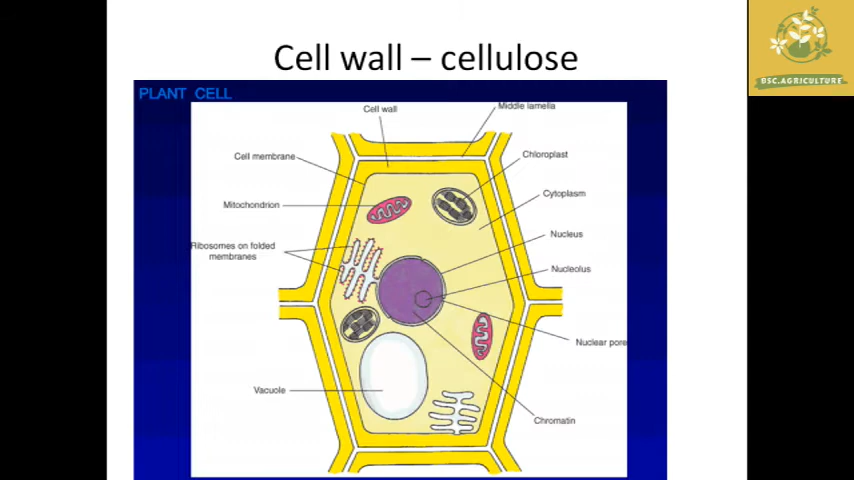 Cell wall – cellulose
BSC.AGRICULTURE
PLANT CELL
Cell wall
Middle lamella
Cell membrane
Chloroplast
Mitochondrion
Cytoplasm
Ribosomes on folded
membranes
Nucleus
Nucleolus
Nuclear pore
Vacuole
Chromatin